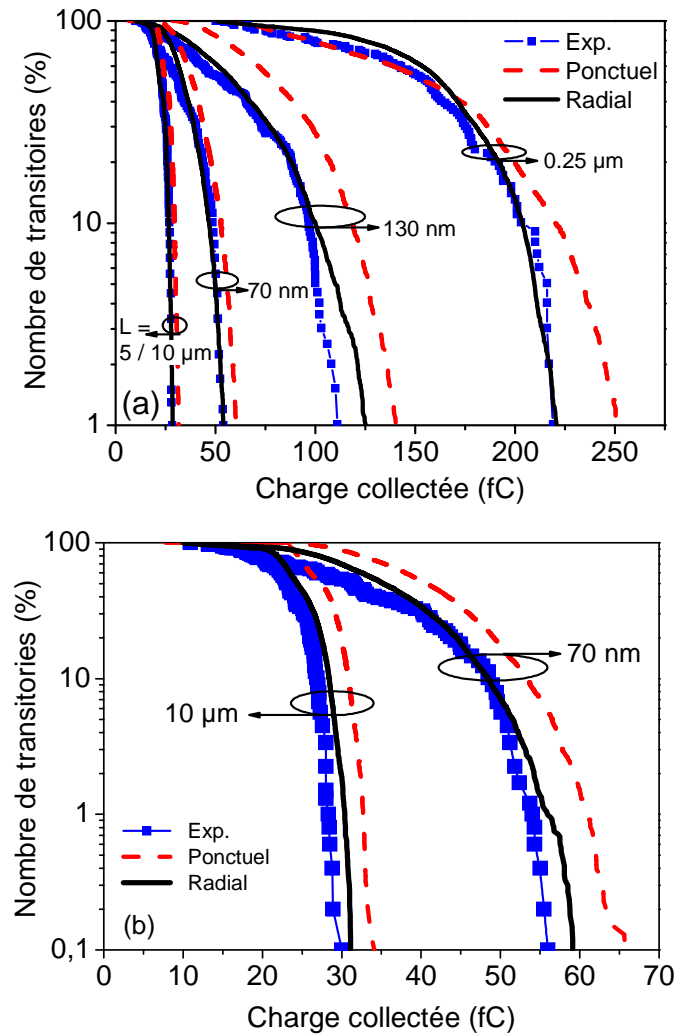 100
10
1
Nombre de transitoires (%)
Exp.
Ponctuel
Radial
0.25 µm
130 nm
70 nm
L =
5 / 10 µm
(a)
0 50 100 150 200 250
Charge collectée (fC)
100
10
1
0,1
Nombre de transitories (%)
70 nm
10 µm
Exp.
Ponctuel
Radial
(b)
0 10 20 30 40 50 60 70
Charge collectée (fC)